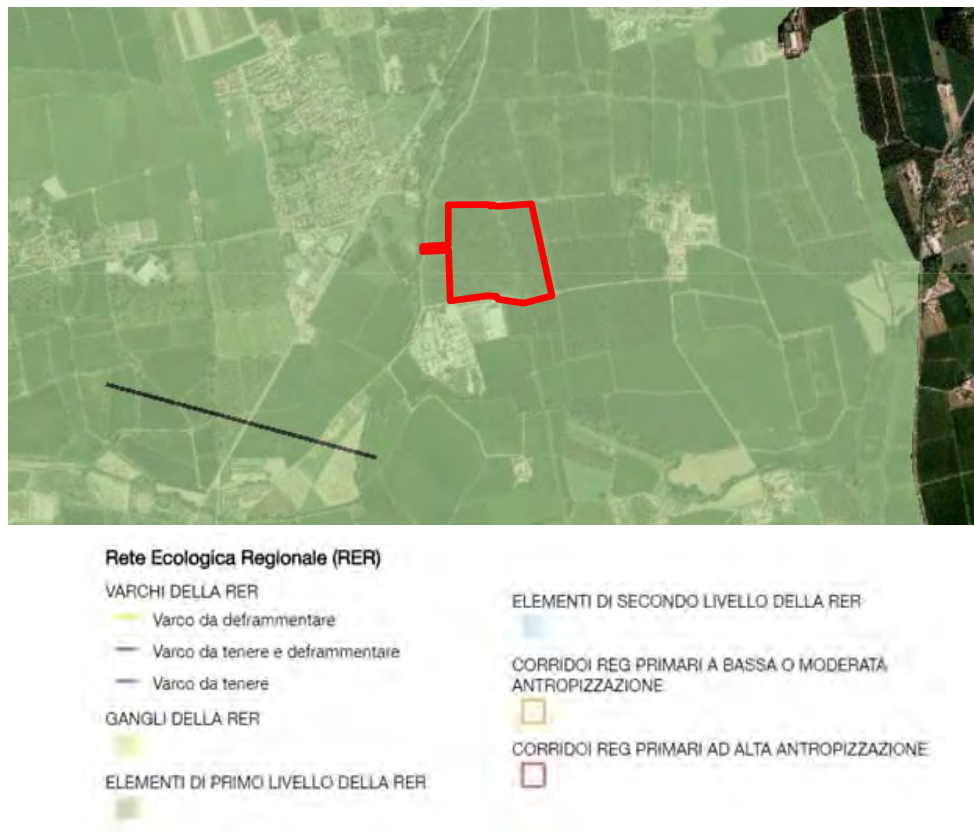 Rete Ecologica Regionale (RER)
VARCHI DELLA RER
Varco da deframmentare
Varco da tenere e deframmentare
Varco da tenere
GANGLI DELLA RER
ELEMENTI DI PRIMO LIVELLO DELLA RER
ELEMENTI DI SECONDO LIVELLO DELLA RER
CORRIDOI REG PRIMARI A BASSA O MODERATA
ANTROPIZZAZIONE
CORRIDOI REG PRIMARI AD ALTA ANTROPIZZAZIONE